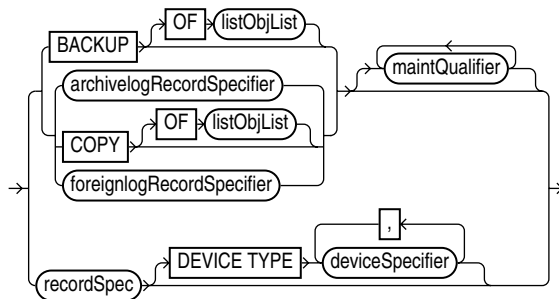 OF listObjList
BACKUP
maintQualifier
archivelogRecordSpecifier
OF listObjList
COPY
foreignlogRecordSpecifier
,
DEVICE TYPE deviceSpecifier
recordSpec